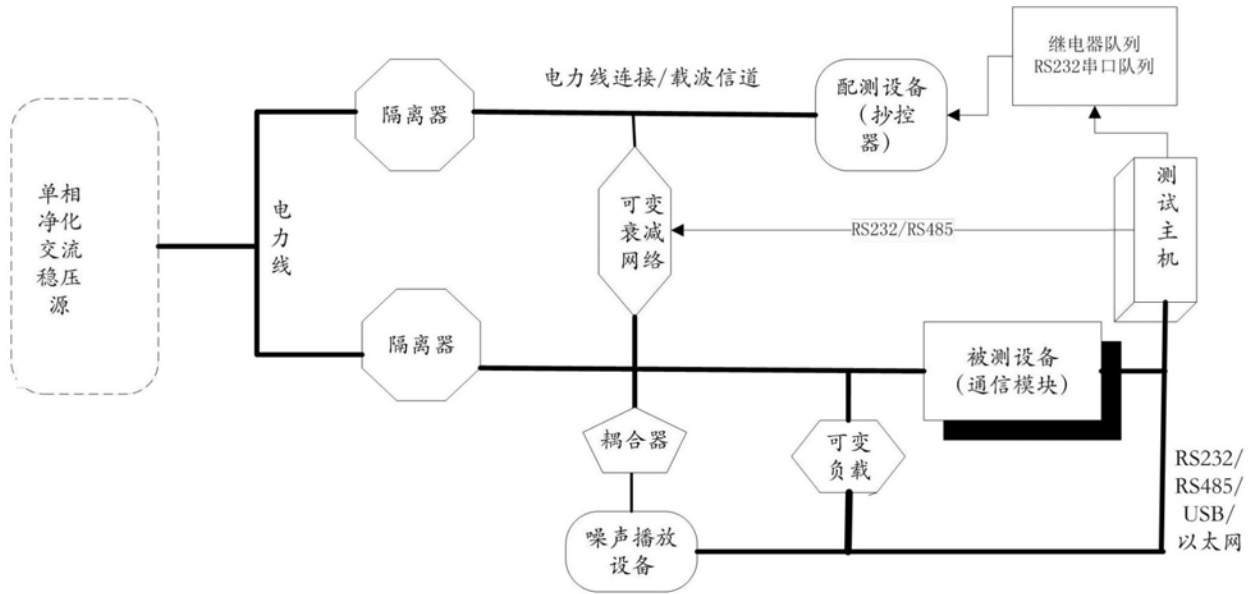 继电器队列
RS232串口队列
电力线连接/载波信道
隔离器
配测设备
(抄控
器)
测
试
主
机
单相
净化
交流
稳压
源
电
力
线
可变
衰减
网络
RS232/RS485
隔离器
被测设备
(通信模块)
耦合器
可变
负载
RS232/
RS485/
USB/
以太网
噪声播放
设备